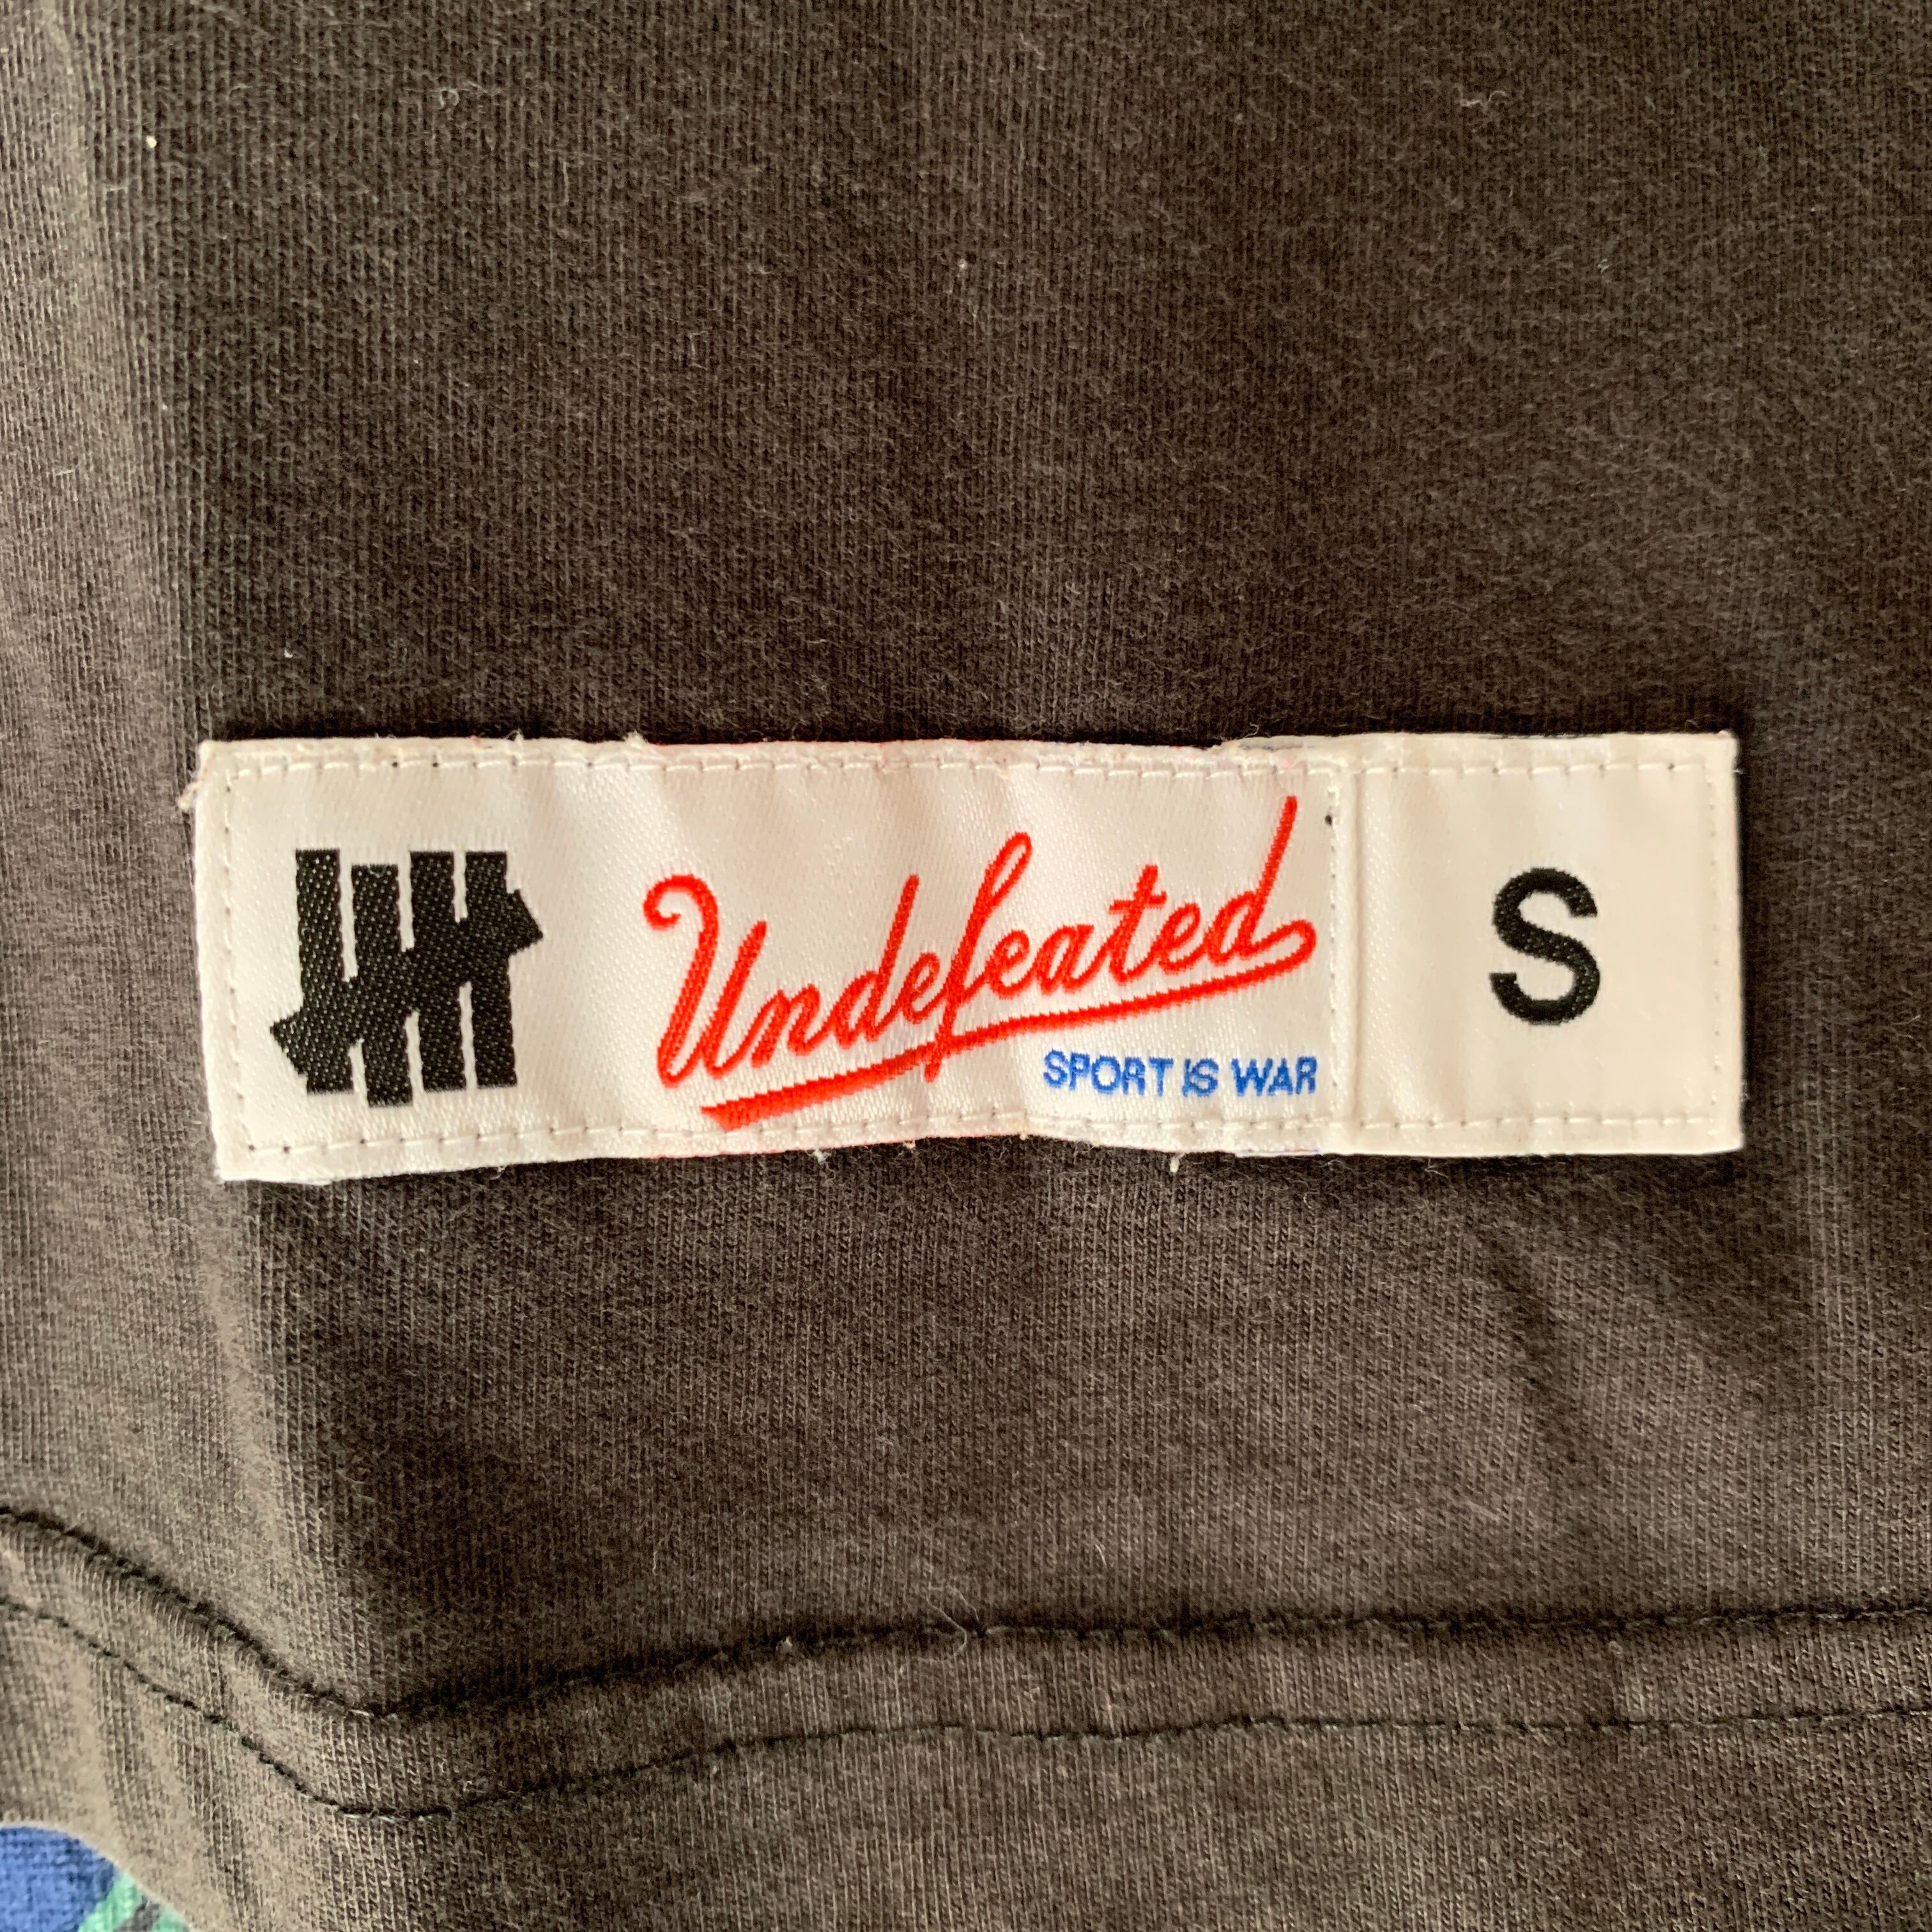 Undefeated
SPORT IS WAR
S